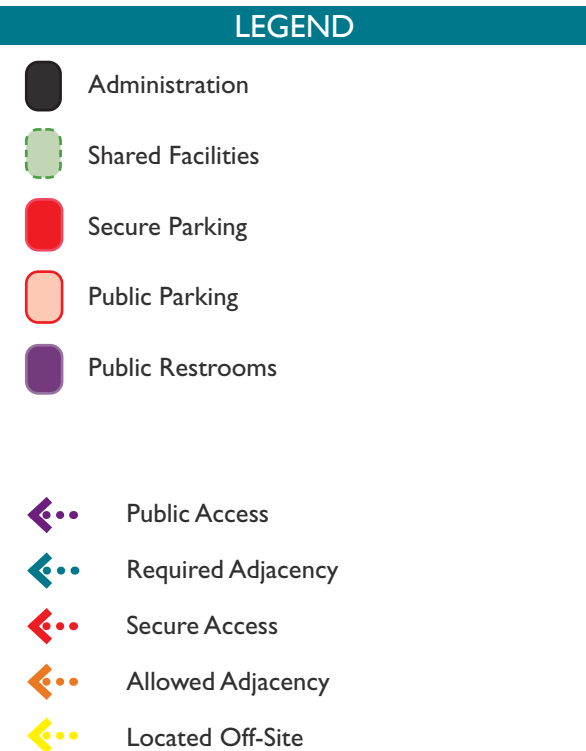 LEGEND
Administration
Shared Facilities
Secure Parking
Public Parking
Public Restrooms
Public Access
Required Adjacency
Secure Access
Allowed Adjacency
Located Off-Site